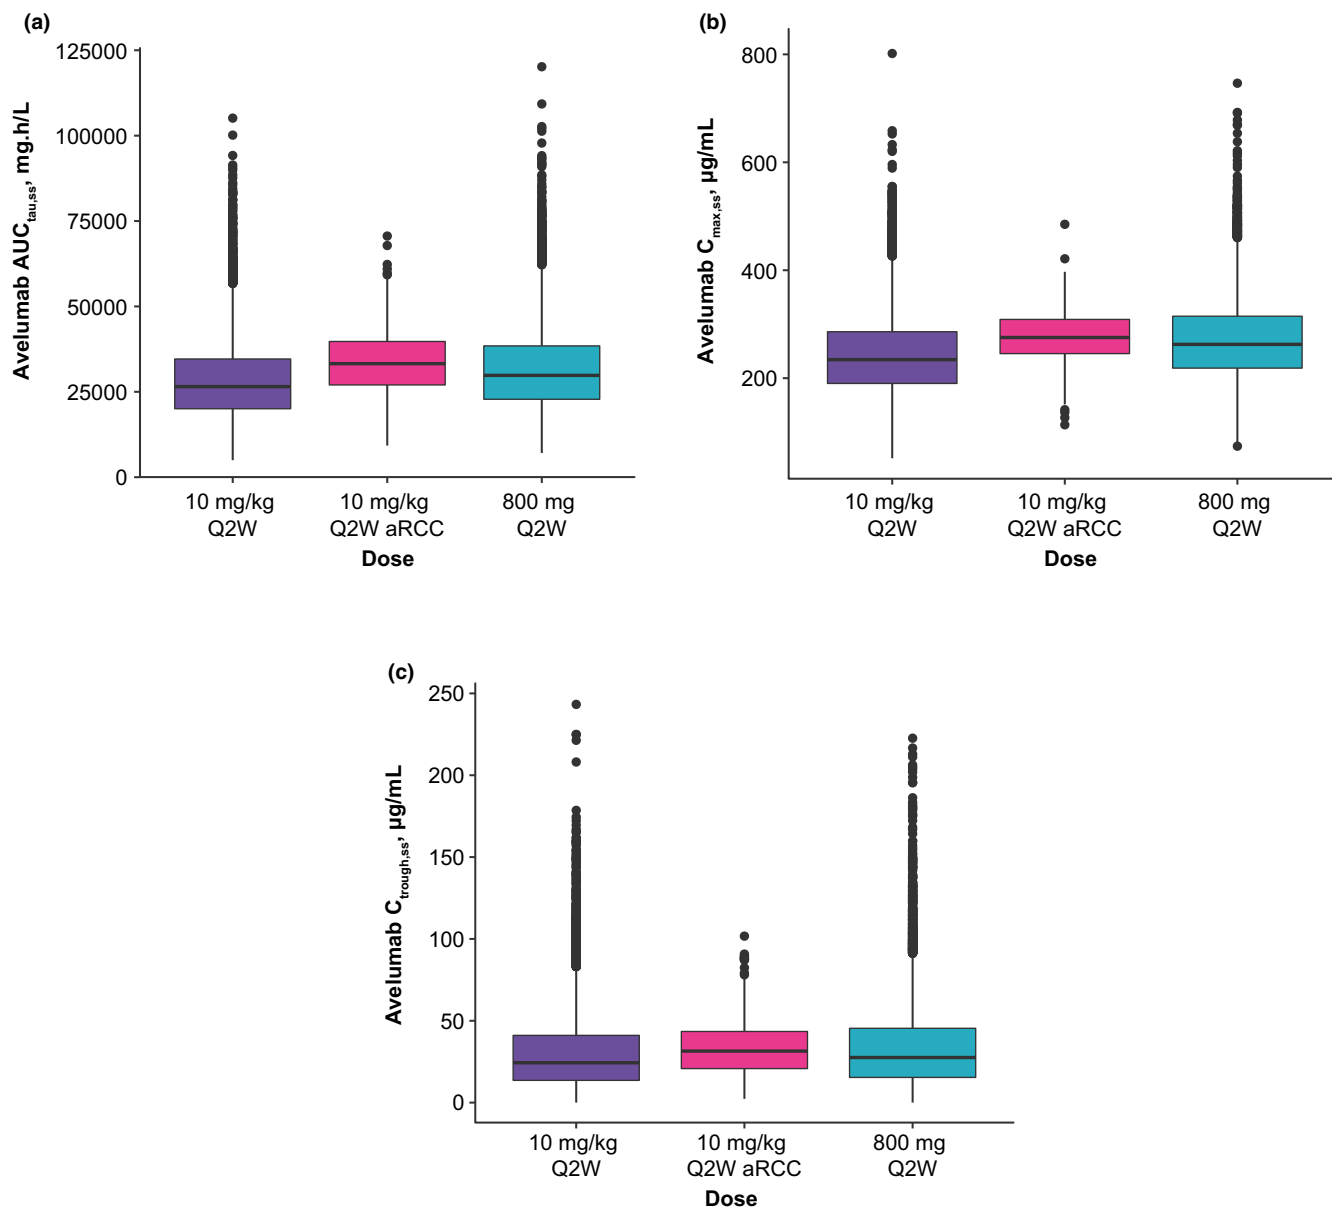 (a)
Avelumab AUCtau,ss, mg.h/L
125000
100000
75000
50000
25000
0
10 mg/kg 10 mg/kg 800 mg
Q2W Q2W aRCC Q2W
Dose
(b)
Avelumab Cmax,ss, µg/mL
800
600
400
200
10 mg/kg 10 mg/kg 800 mg
Q2W Q2W aRCC Q2W
Dose
(c)
Avelumab Ctrough,ss, µg/mL
250
200
150
100
50
0
10 mg/kg 10 mg/kg 800 mg
Q2W Q2W aRCC Q2W
Dose